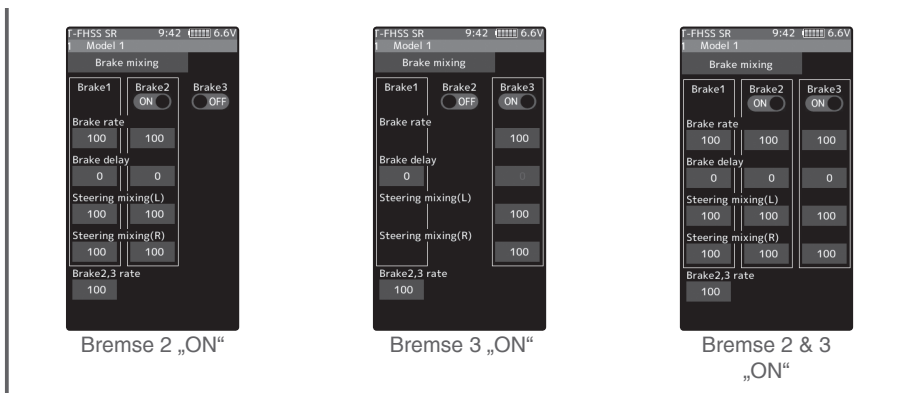 T-FHSS SR 9:42 6.6V
1 Model 1
Brake mixing
Brake1 Brake2 Brake3
ON OFF
Brake rate
100 100
Brake delay
0 0
Steering mixing(L)
100 100
Steering mixing(R)
100 100
Brake2,3 rate
100
Bremse 2 „ON“
T-FHSS SR 9:42 6.6V
1 Model 1
Brake mixing
Brake1 Brake2 Brake3
OFF ON
Brake rate
100
Brake delay
0 0
Steering mixing(L)
100
Steering mixing(R)
100
Brake2,3 rate
100
Bremse 3 „ON“
T-FHSS SR 9:42 6.6V
1 Model 1
Brake mixing
Brake1 Brake2 Brake3
ON ON
Brake rate
100 100 100
Brake delay
0 0 0
Steering mixing(L)
100 100 100
Steering mixing(R)
100 100 100
Brake2,3 rate
100
Bremse 2 & 3
„ON“